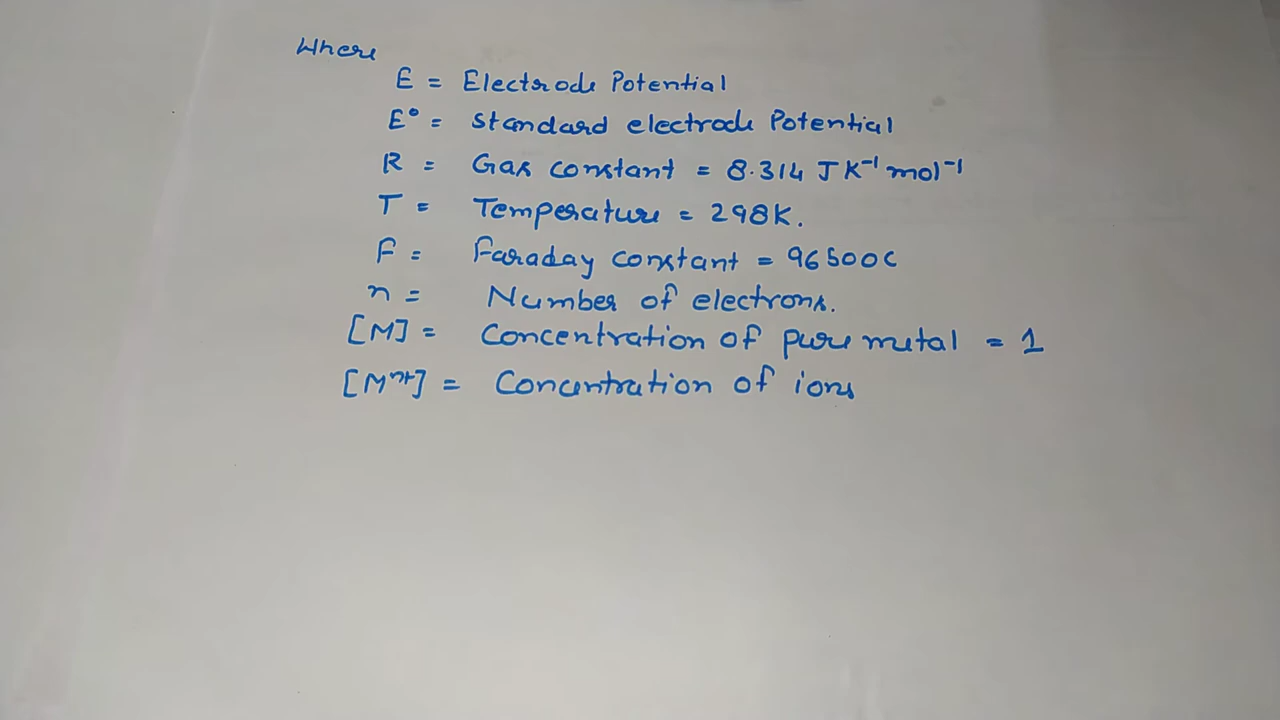 Where
E = Electrode Potential
E° = standard electrode Potential
R = Gas constant = 8.314 J K⁻¹ mol⁻¹
T = Temperature = 298K.
F = Faraday constant = 96500C
n = Number of electrons.
[M] = Concentration of pure metal = 1
[Mⁿ⁺] = Concentration of ions